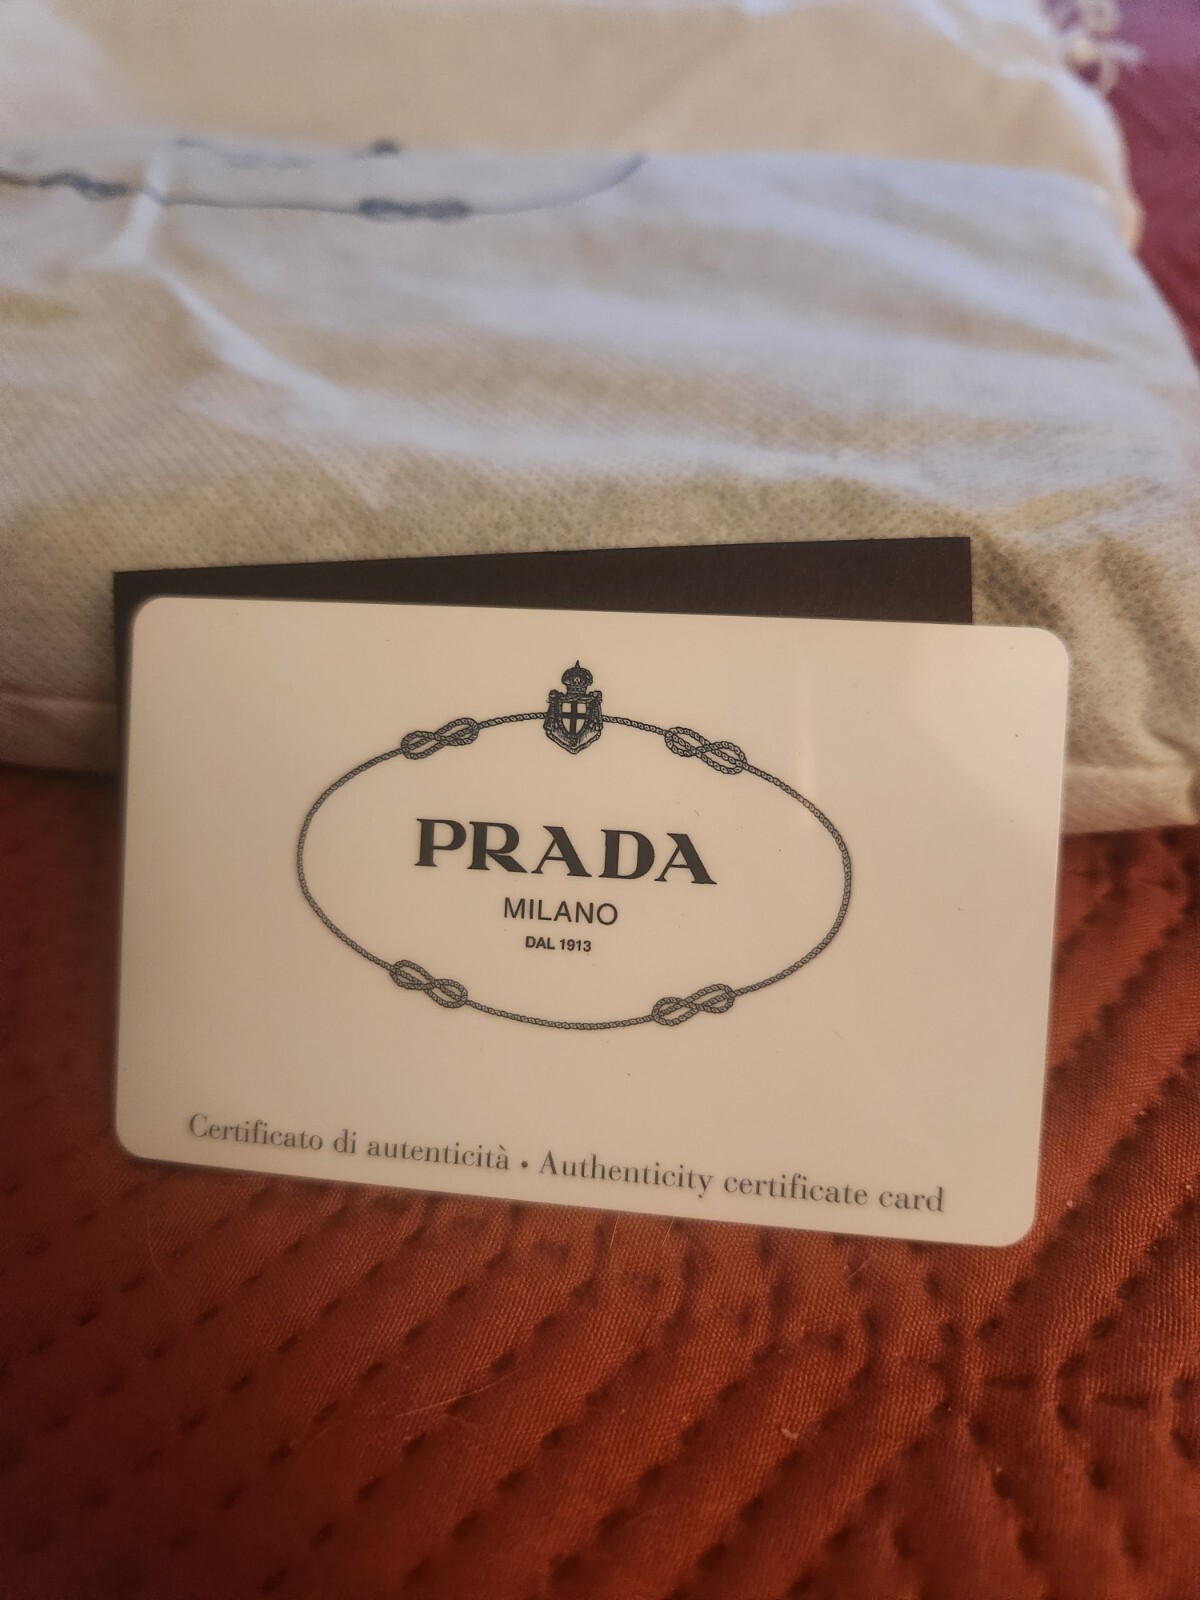 PRADA
MILANO
DAL 1913
Certificato di autenticità • Authenticity certificate card